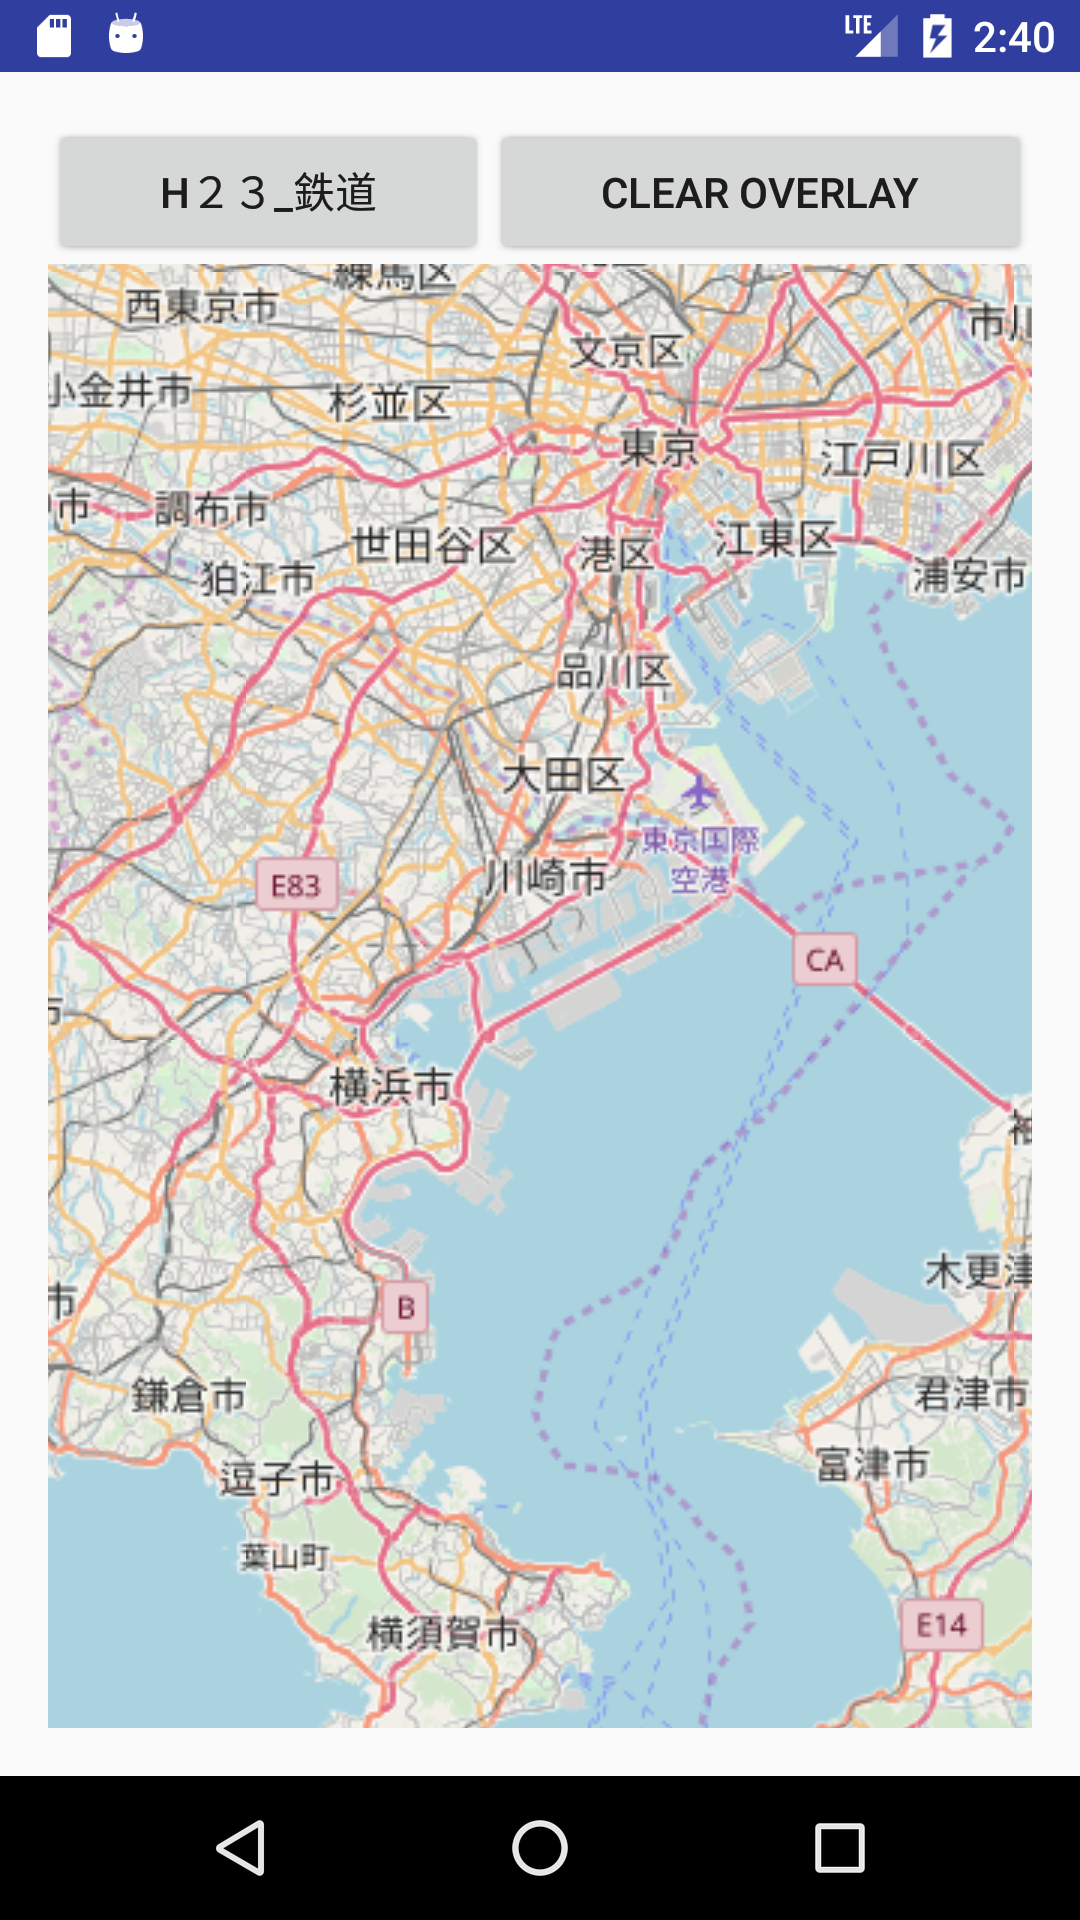 LTE 2:40
H２３_鉄道 CLEAR OVERLAY
練馬区
西東京市
市川
文京区
小金井市
杉並区
東京
江戸川区
市
調布市
江東区
世田谷区
港区
浦安市
狛江市
品川区
大田区
東京国際
空港
川崎市
E83
CA
横浜市
木更津
市
B
鎌倉市
君津市
富津市
逗子市
葉山町
E14
横須賀市